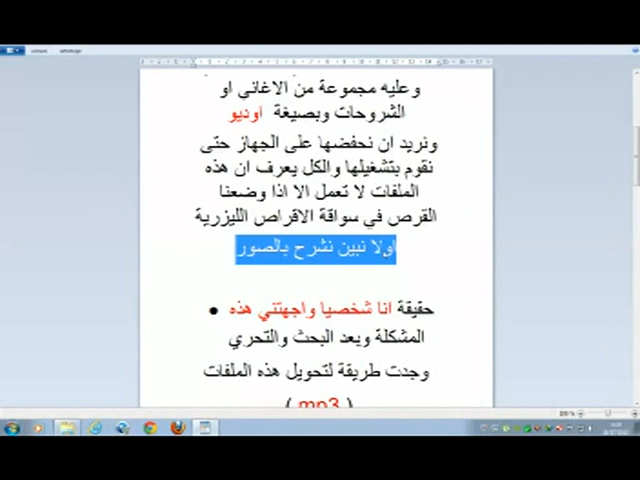 وعليه مجموعة من الاغاني او
الشروحات وبصيغة اوديو
ونريد ان نحفضها على الجهاز حتى
نقوم بتشغيلها والكل يعرف ان هذه
الملفات لا تعمل الا اذا وضعنا
القرص في سواقة الاقراص الليزرية
اولا نبين نشرح بالصور
حقيقة انا شخصيا واجهتني هذه
المشكلة وبعد البحث والتحري
وجدت طريقة لتحويل هذه الملفات
( mp3 )